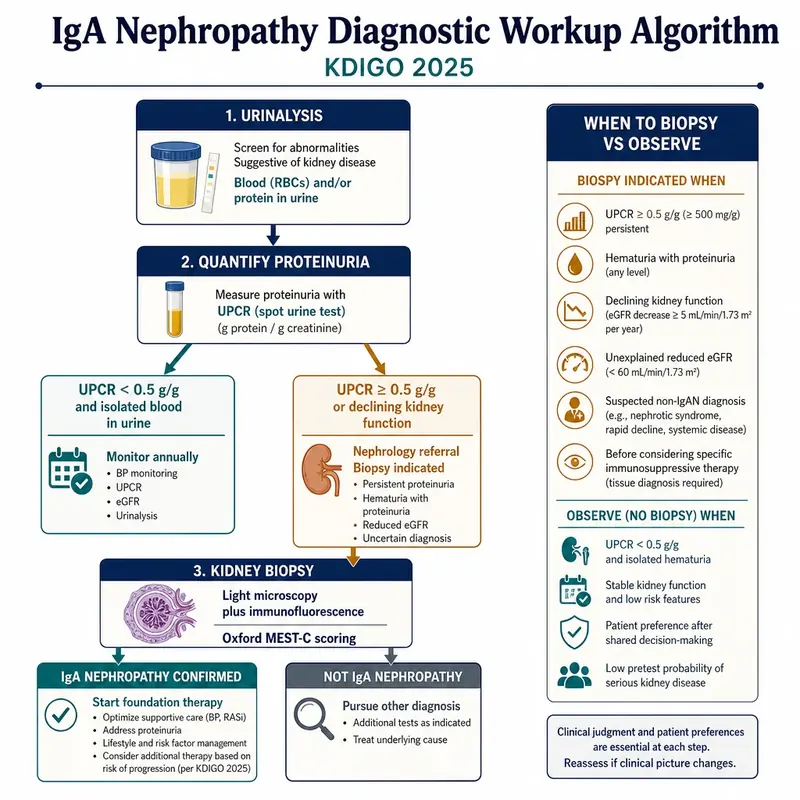 IgA Nephropathy Diagnostic Workup Algorithm
KDIGO 2025
1. URINALYSIS
Screen for abnormalities
Suggestive of kidney disease
Blood (RBCs) and/or
protein in urine
2. QUANTIFY PROTEINURIA
Measure proteinuria with
UPCR (spot urine test)
(g protein / g creatinine)
UPCR < 0.5 g/g
and isolated blood
in urine
Monitor annually
• BP monitoring
• UPCR
• eGFR
• Urinalysis
UPCR ≥ 0.5 g/g
or declining kidney
function
Nephrology referral
Biopsy indicated
• Persistent proteinuria
• Hematuria with
proteinuria
• Reduced eGFR
• Uncertain diagnosis
3. KIDNEY BIOPSY
Light microscopy
plus immunofluorescence
Oxford MEST-C scoring
IgA NEPHROPATHY CONFIRMED
Start foundation therapy
• Optimize supportive care (BP, RASi)
• Address proteinuria
• Lifestyle and risk factor management
• Consider additional therapy based on
risk of progression (per KDIGO 2025)
NOT IgA NEPHROPATHY
Pursue other diagnosis
• Additional tests as indicated
• Treat underlying cause
WHEN TO BIOPSY
VS OBSERVE
BIOSPY INDICATED WHEN
UPCR ≥ 0.5 g/g (≥ 500 mg/g)
persistent
Hematuria with proteinuria
(any level)
Declining kidney function
(eGFR decrease ≥ 5 mL/min/1.73 m²
per year)
Unexplained reduced eGFR
(< 60 mL/min/1.73 m²)
Suspected non-IgAN diagnosis
(e.g., nephrotic syndrome,
rapid decline, systemic disease)
Before considering specific
immunosuppressive therapy
(tissue diagnosis required)
OBSERVE (NO BIOPSY) WHEN
UPCR < 0.5 g/g
and isolated hematuria
Stable kidney function
and low risk features
Patient preference after
shared decision-making
Low pretest probability of
serious kidney disease
Clinical judgment and patient preferences
are essential at each step.
Reassess if clinical picture changes.